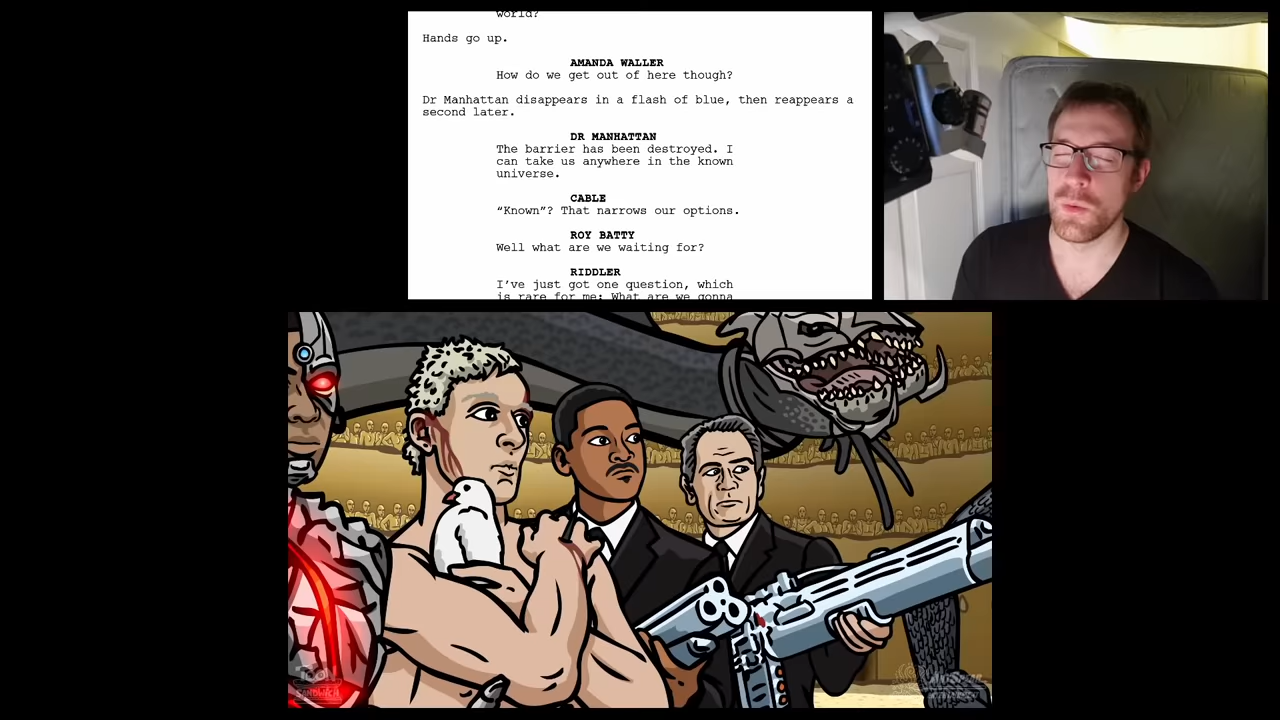 world?
Hands go up.
AMANDA WALLER
How do we get out of here though?
Dr Manhattan disappears in a flash of blue, then reappears a
second later.
DR MANHATTAN
The barrier has been destroyed. I
can take us anywhere in the known
universe.
CABLE
“Known”? That narrows our options.
ROY BATTY
Well what are we waiting for?
RIDDLER
I’ve just got one question, which
is rare for me: What are we gonna
TOON
SANDWICH